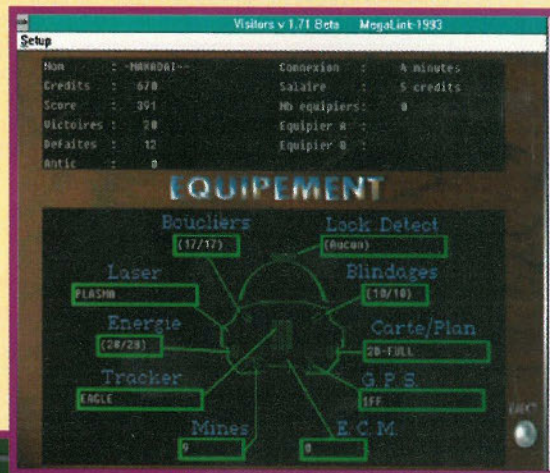 Visitors v 1.71 Beta MegaLink-1993
Setup
Nom : -MAKADAI-- Connexion : 4 minutes
Credits : 670 Salaire : 5 credits
Score : 391 Nb equipiers: 0
Victoires : 20 Equipier A :
Defaites : 12 Equipier B :
Antic : 0
EQUIPEMENT
Boucliers Lock Detect
(17/17) (Aucun)
Laser Blindages
PLASMA (10/10)
Energie Carte/Plan
(20/20) 2D-FULL
Tracker G.P.S.
EAGLE IFF
Mines E.C.M.
9 0